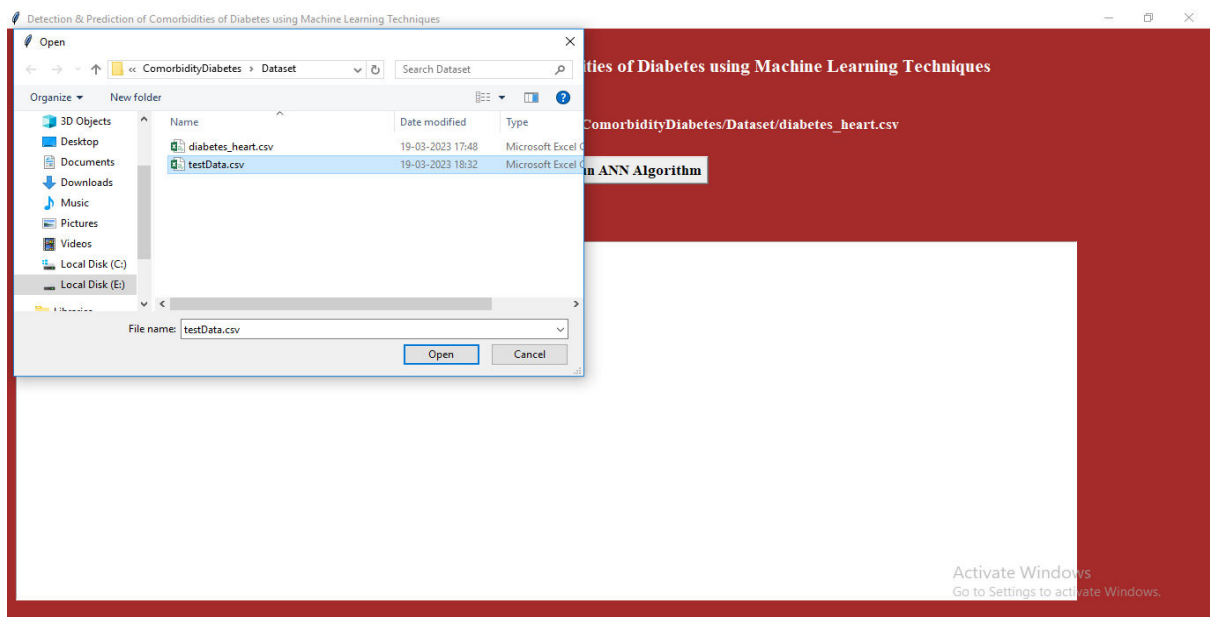 Detection & Prediction of Comorbidities of Diabetes using Machine Learning Techniques
Open
ities of Diabetes using Machine Learning Techniques
« ComorbidityDiabetes › Dataset
Search Dataset
Organize
New folder
ComorbidityDiabetes/Dataset/diabetes_heart.csv
3D Objects
Desktop
Documents
Downloads
Music
Pictures
Videos
Local Disk (C:)
Local Disk (E:)
Name Date modified Type
diabetes_heart.csv 19-03-2023 17:48 Microsoft Excel C
testData.csv 19-03-2023 18:32 Microsoft Excel C
n ANN Algorithm
File name: testData.csv
Open Cancel
Activate Windows
Go to Settings to activate Windows.